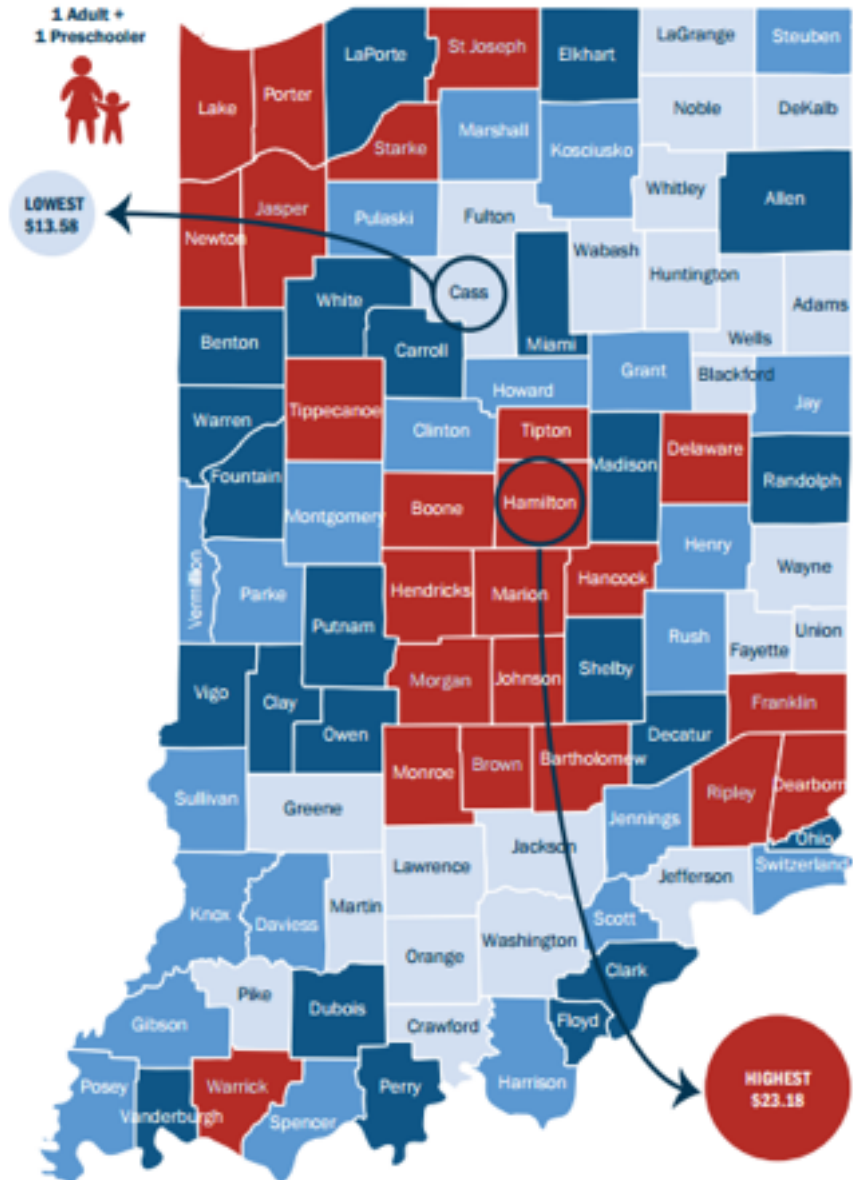 1 Adult +
1 Preschooler
LOWEST
$13.58
Lake
Porter
LaPorte
St Joseph
Elkhart
LaGrange
Steuben
Noble
DeKalb
Starke
Marshall
Kosciusko
Whitley
Allen
Newton
Jasper
Pulaski
Fulton
Wabash
Huntington
White
Cass
Miami
Wells
Adams
Benton
Carroll
Howard
Grant
Blackford
Jay
Warren
Tippecanoe
Clinton
Tipton
Madison
Delaware
Randolph
Fountain
Montgomery
Boone
Hamilton
Henry
Wayne
Vermillion
Parke
Putnam
Hendricks
Marion
Hancock
Rush
Fayette
Union
Vigo
Clay
Owen
Morgan
Johnson
Shelby
Franklin
Decatur
Sullivan
Greene
Monroe
Brown
Bartholomew
Ripley
Dearborn
Jennings
Ohio
Switzerland
Knox
Daviess
Martin
Lawrence
Jackson
Jefferson
Scott
Orange
Washington
Clark
Gibson
Pike
Dubois
Crawford
Floyd
Harrison
Posey
Vanderburgh
Warrick
Spencer
Perry
HIGHEST
$23.18